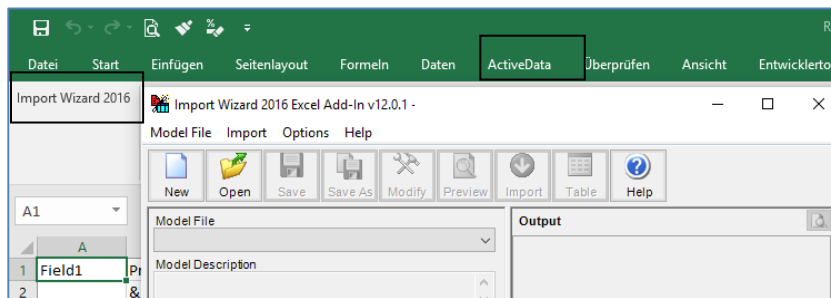 R
Datei Start Einfügen Seitenlayout Formeln Daten ActiveData Überprüfen Ansicht Entwicklerto
Import Wizard 2016
Import Wizard 2016 Excel Add-In v12.0.1 -
Model File Import Options Help
New Open Save Save As Modify Preview Import Table Help
A1
Model File
Output
Model Description
A
1 Field1 Pr
2 &